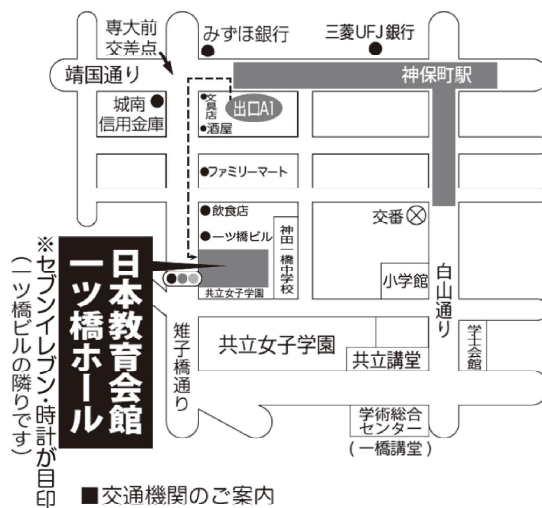 専大前
交差点
みずほ銀行
三菱UFJ銀行
靖国通り
神保町駅
城南
信用金庫
文具店
出口A1
酒屋
ファミリーマート
飲食店
一ツ橋ビル
神田一橋中学校
交番
小学館
白山通り
共立女子学園
日本教育会館
一ツ橋ホール
※セブンイレブン・時計が目印
(一ツ橋ビルの隣りです)
雉子橋通り
共立女子学園
共立講堂
学士会館
学術総合
センター
(一橋講堂)
■交通機関のご案内